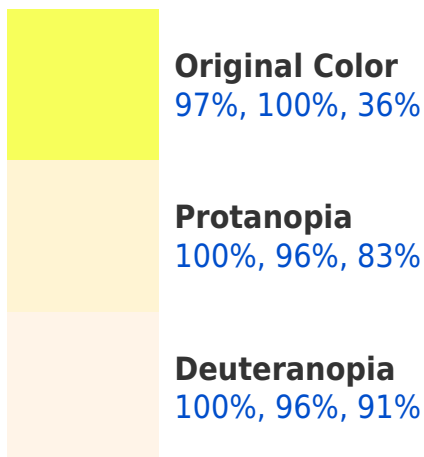 Original Color
97%, 100%, 36%
Protanopia
100%, 96%, 83%
Deuteranopia
100%, 96%, 91%